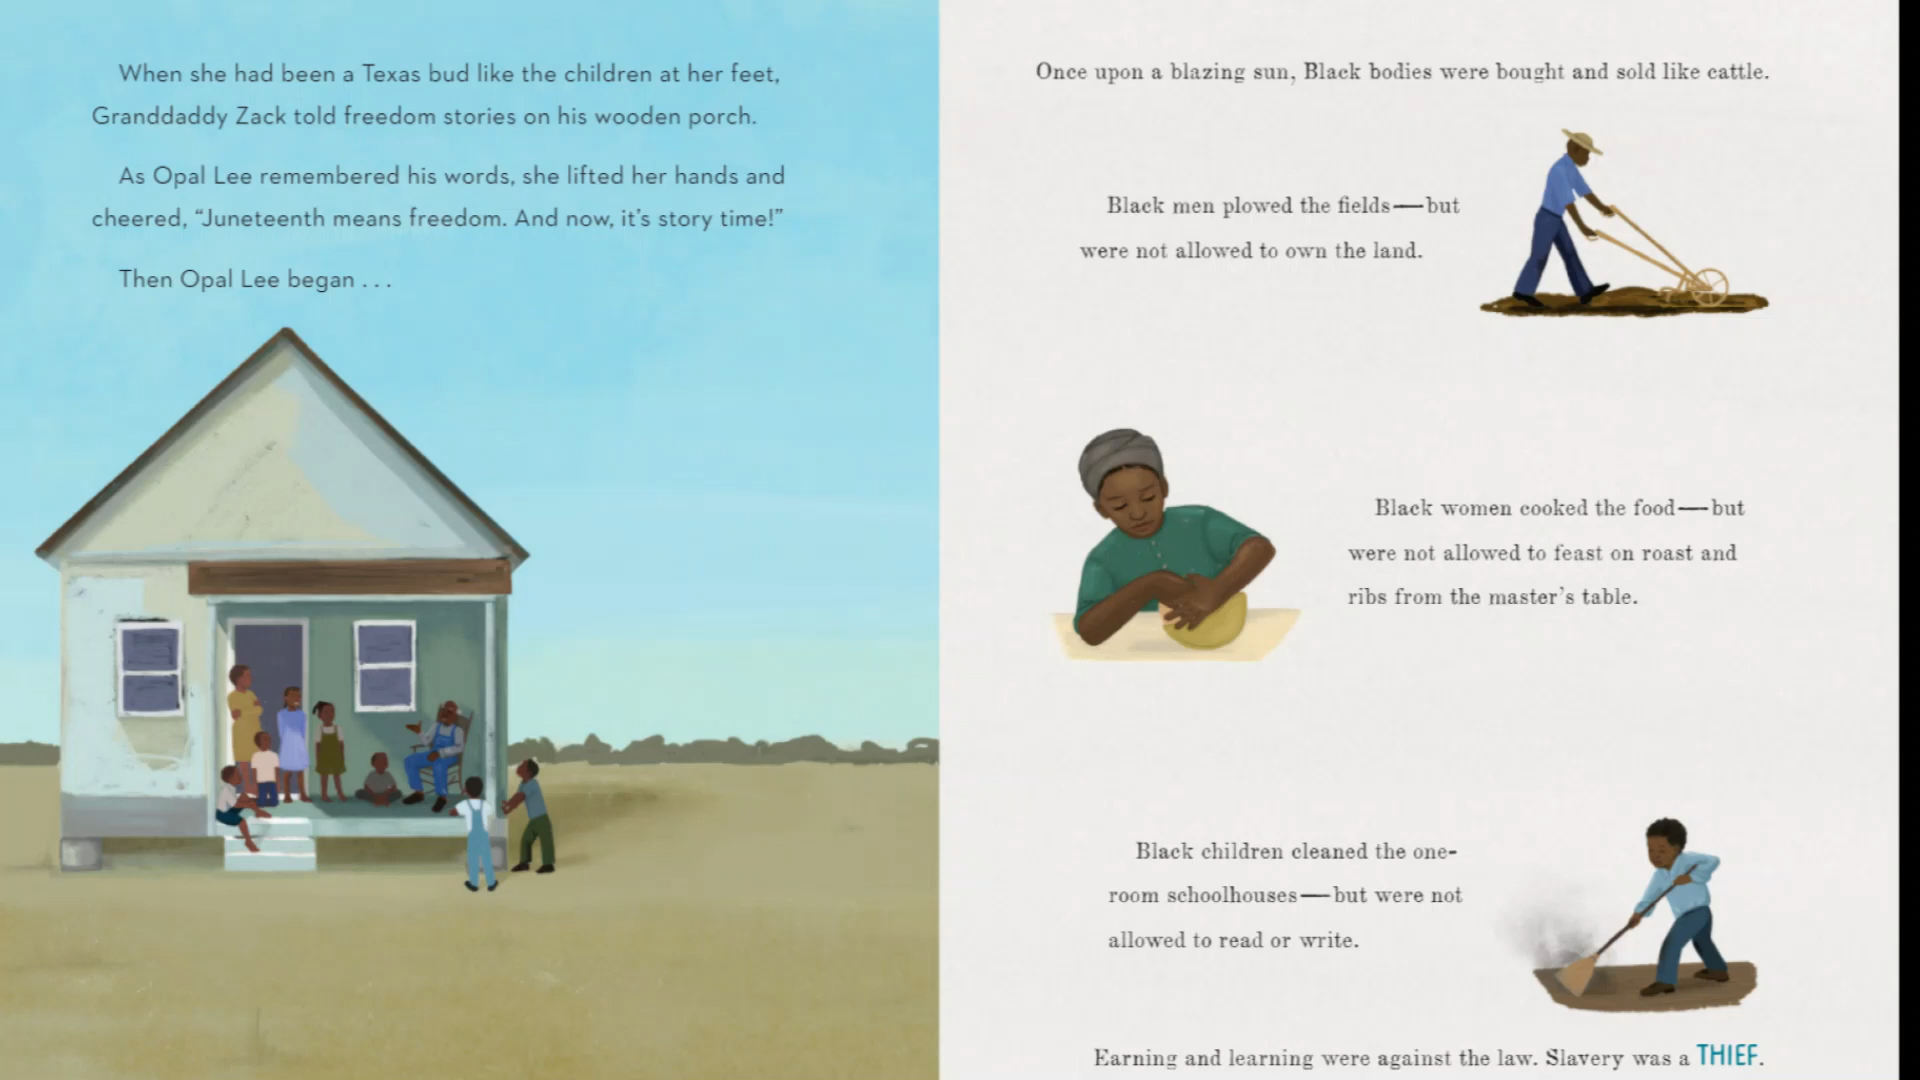 When she had been a Texas bud like the children at her feet,
Granddaddy Zack told freedom stories on his wooden porch.
As Opal Lee remembered his words, she lifted her hands and
cheered, “Juneteenth means freedom. And now, it’s story time!”
Then Opal Lee began . . .
Once upon a blazing sun, Black bodies were bought and sold like cattle.
Black men plowed the fields—but
were not allowed to own the land.
Black women cooked the food—but
were not allowed to feast on roast and
ribs from the master’s table.
Black children cleaned the one-
room schoolhouses—but were not
allowed to read or write.
Earning and learning were against the law. Slavery was a THIEF.